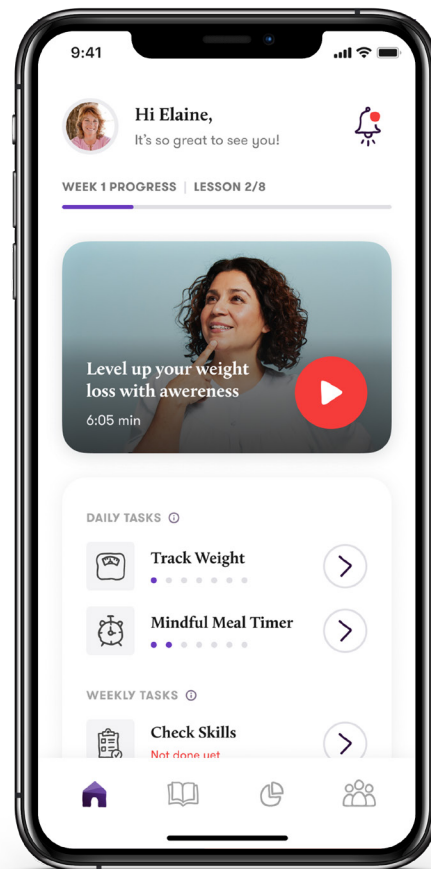 9:41
Hi Elaine,
It's so great to see you!
WEEK 1 PROGRESS | LESSON 2/8
Level up your weight
loss with awereness
6:05 min
DAILY TASKS
Track Weight
Mindful Meal Timer
WEEKLY TASKS
Check Skills
Not done yet